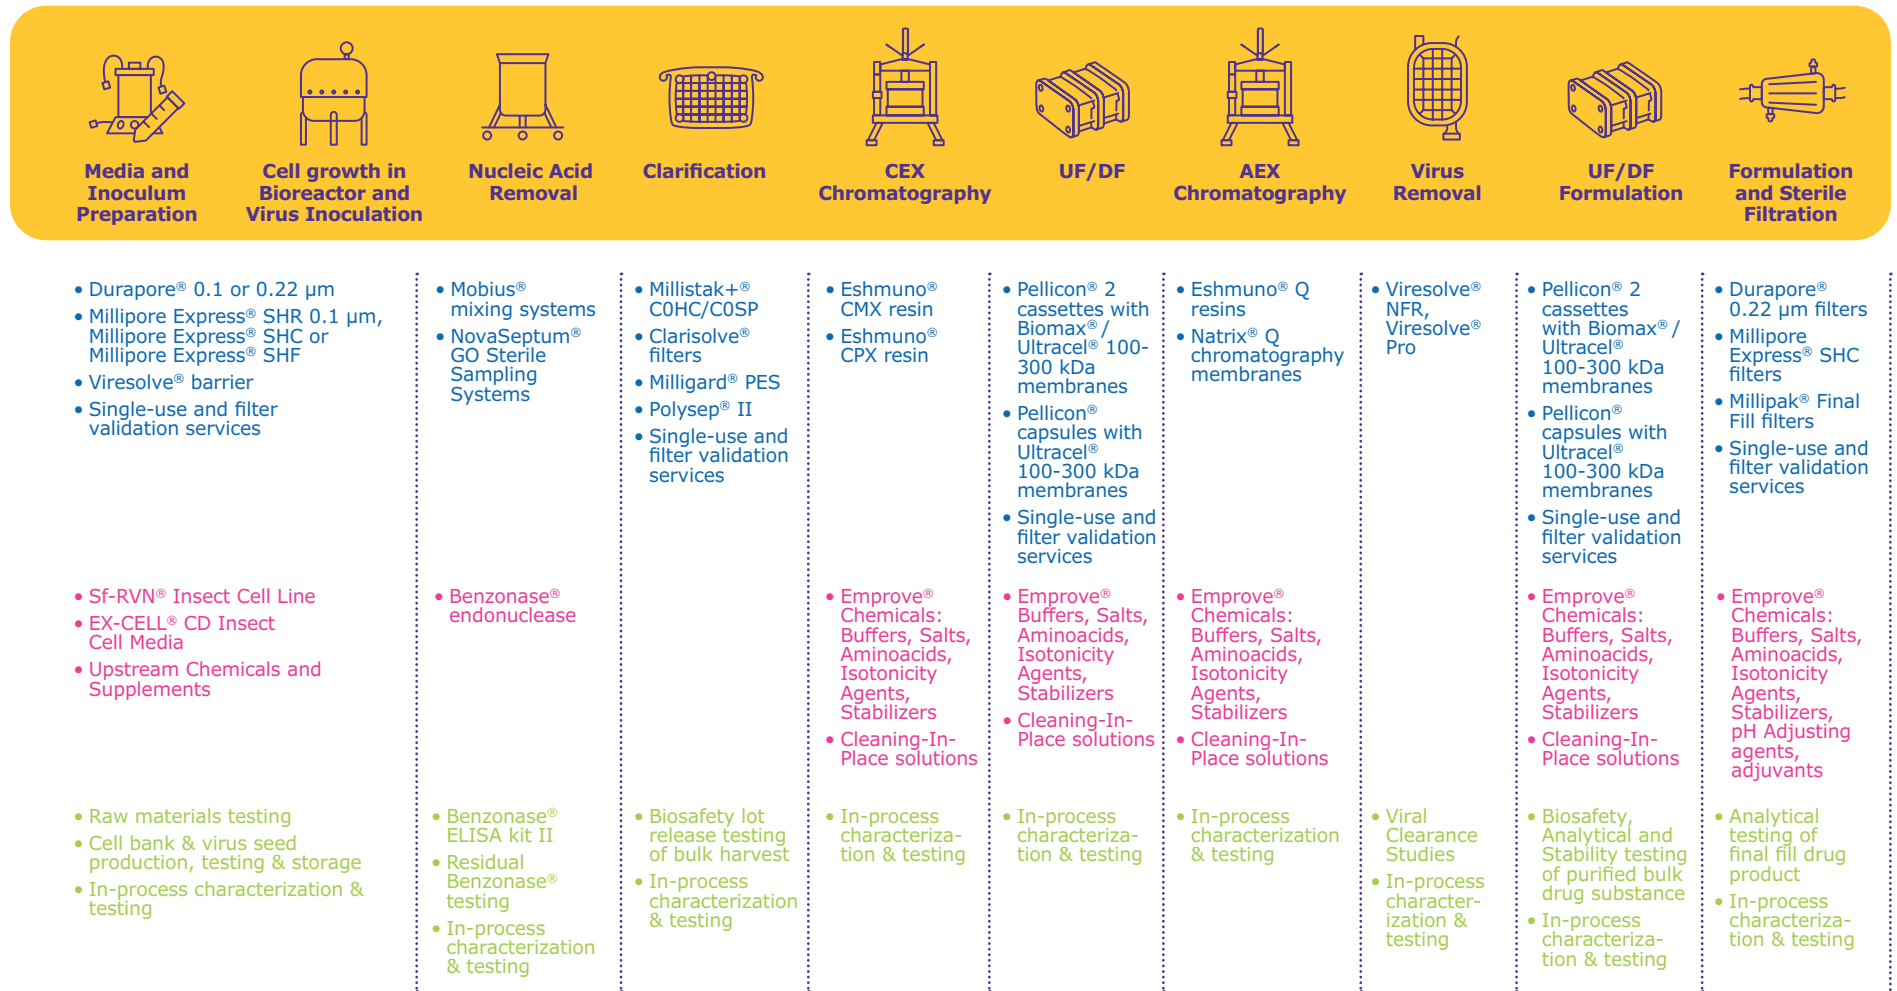 Media and
Inoculum
Preparation
Cell growth in
Bioreactor and
Virus Inoculation
Nucleic Acid
Removal
Clarification
CEX
Chromatography
UF/DF
AEX
Chromatography
Virus
Removal
UF/DF
Formulation
Formulation
and Sterile
Filtration
• Durapore® 0.1 or 0.22 µm
• Millipore Express® SHR 0.1 µm,
Millipore Express® SHC or
Millipore Express® SHF
• Viresolve® barrier
• Single-use and filter
validation services
• Mobius®
mixing systems
• NovaSeptum®
GO Sterile
Sampling
Systems
• Millistak+®
C0HC/C0SP
• Clarisolve®
filters
• Milligard® PES
• Polysep® II
• Single-use and
filter validation
services
• Eshmuno®
CMX resin
• Eshmuno®
CPX resin
• Pellicon® 2
cassettes with
Biomax® /
Ultracel® 100-
300 kDa
membranes
• Pellicon®
capsules with
Ultracel®
100-300 kDa
membranes
• Single-use and
filter validation
services
• Eshmuno® Q
resins
• Natrix® Q
chromatography
membranes
• Viresolve®
NFR,
Viresolve®
Pro
• Pellicon® 2
cassettes
with Biomax® /
Ultracel®
100-300 kDa
membranes
• Pellicon®
capsules with
Ultracel®
100-300 kDa
membranes
• Single-use and
filter validation
services
• Durapore®
0.22 µm filters
• Millipore
Express® SHC
filters
• Millipak® Final
Fill filters
• Single-use and
filter validation
services
• Sf-RVN® Insect Cell Line
• EX-CELL® CD Insect
Cell Media
• Upstream Chemicals and
Supplements
• Benzonase®
endonuclease
• Emprove®
Chemicals:
Buffers, Salts,
Aminoacids,
Isotonicity
Agents,
Stabilizers
• Cleaning-In-
Place solutions
• Emprove®
Buffers, Salts,
Aminoacids,
Isotonicity
Agents,
Stabilizers
• Cleaning-In-
Place solutions
• Emprove®
Chemicals:
Buffers, Salts,
Aminoacids,
Isotonicity
Agents,
Stabilizers
• Cleaning-In-
Place solutions
• Emprove®
Chemicals:
Buffers, Salts,
Aminoacids,
Isotonicity
Agents,
Stabilizers
• Cleaning-In-
Place solutions
• Emprove®
Chemicals:
Buffers, Salts,
Aminoacids,
Isotonicity
Agents,
Stabilizers,
pH Adjusting
agents,
adjuvants
• Raw materials testing
• Cell bank & virus seed
production, testing & storage
• In-process characterization &
testing
• Benzonase®
ELISA kit II
• Residual
Benzonase®
testing
• In-process
characterization
& testing
• Biosafety lot
release testing
of bulk harvest
• In-process
characterization
& testing
• In-process
characteriza-
tion & testing
• In-process
characteriza-
tion & testing
• In-process
characterization
& testing
• Viral
Clearance
Studies
• In-process
character-
ization &
testing
• Biosafety,
Analytical and
Stability testing
of purified bulk
drug substance
• In-process
characteriza-
tion & testing
• Analytical
testing of
final fill drug
product
• In-process
characteriza-
tion & testing